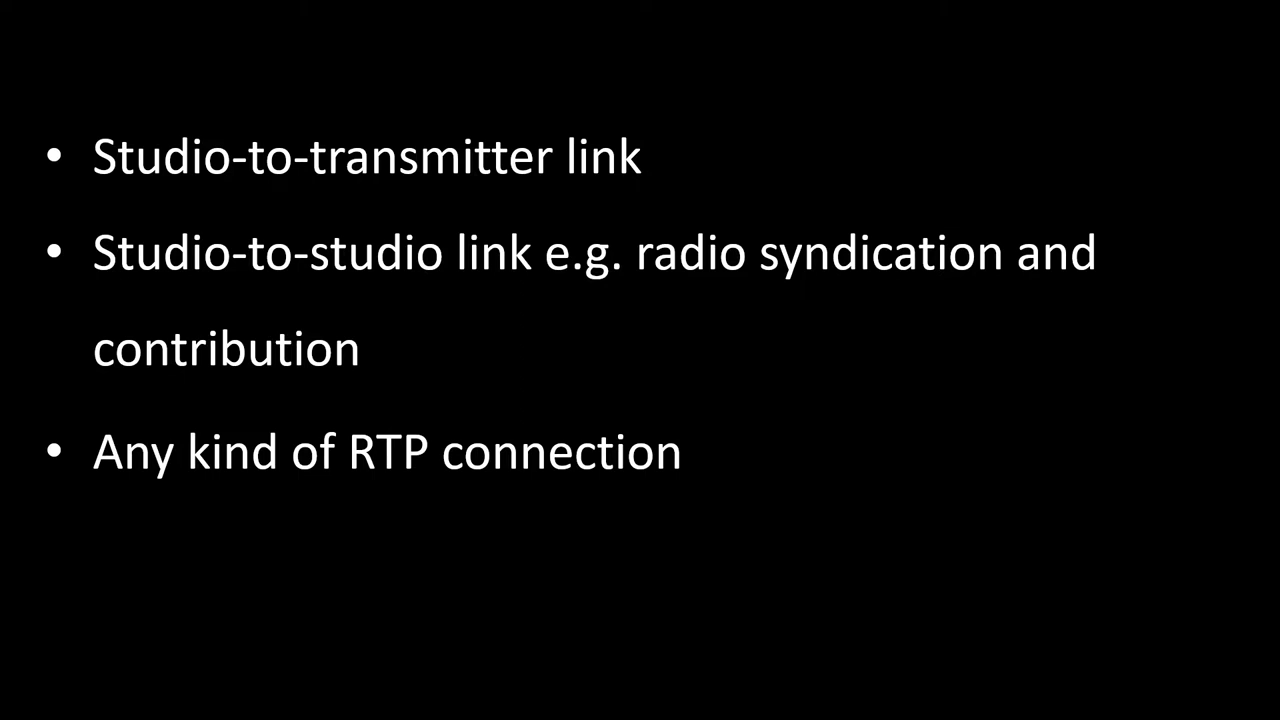 • Studio-to-transmitter link
• Studio-to-studio link e.g. radio syndication and
contribution
• Any kind of RTP connection